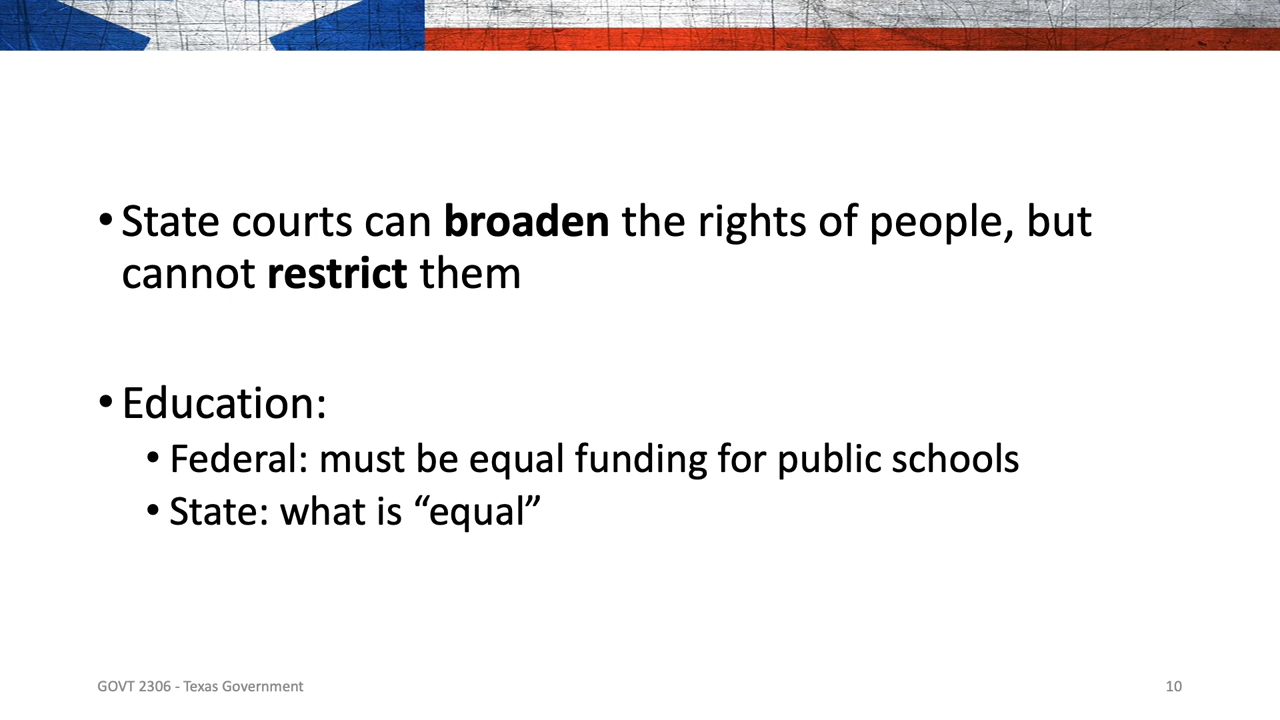 • State courts can broaden the rights of people, but
cannot restrict them
• Education:
• Federal: must be equal funding for public schools
• State: what is “equal”
GOVT 2306 - Texas Government
10